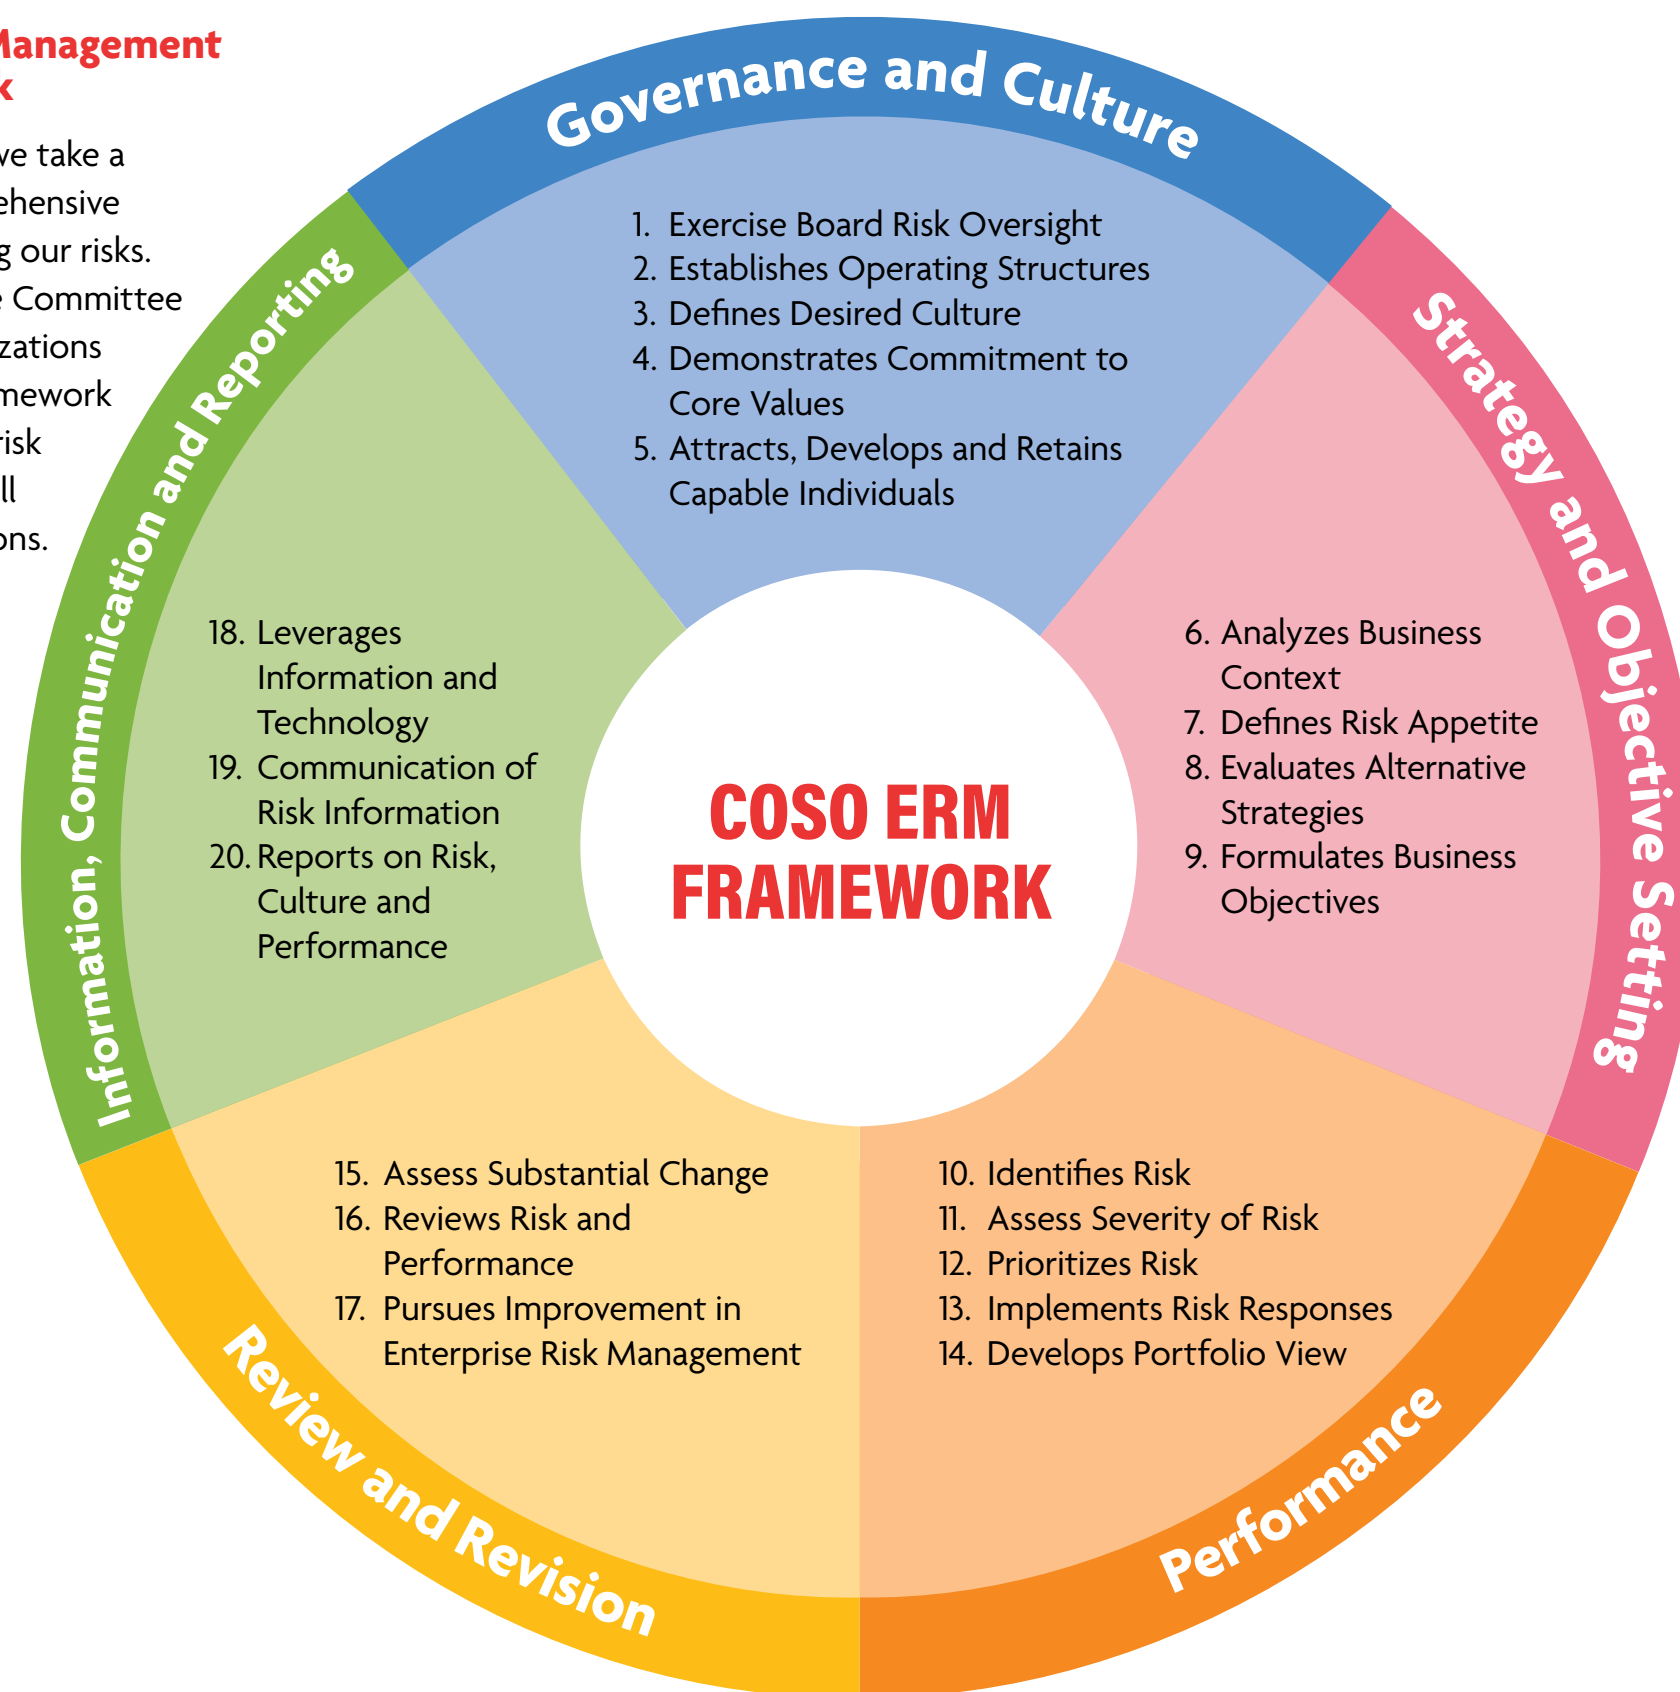 Management
k
we take a
ehensive
g our risks.
e Committee
zations
mework
risk
ll
ons.
Governance and Culture
1. Exercise Board Risk Oversight
2. Establishes Operating Structures
3. Defines Desired Culture
4. Demonstrates Commitment to
Core Values
5. Attracts, Develops and Retains
Capable Individuals
Strategy and Objective Setting
6. Analyzes Business
Context
7. Defines Risk Appetite
8. Evaluates Alternative
Strategies
9. Formulates Business
Objectives
Performance
10. Identifies Risk
11. Assess Severity of Risk
12. Prioritizes Risk
13. Implements Risk Responses
14. Develops Portfolio View
Review and Revision
15. Assess Substantial Change
16. Reviews Risk and
Performance
17. Pursues Improvement in
Enterprise Risk Management
Information, Communication and Reporting
18. Leverages
Information and
Technology
19. Communication of
Risk Information
20. Reports on Risk,
Culture and
Performance
COSO ERM
FRAMEWORK